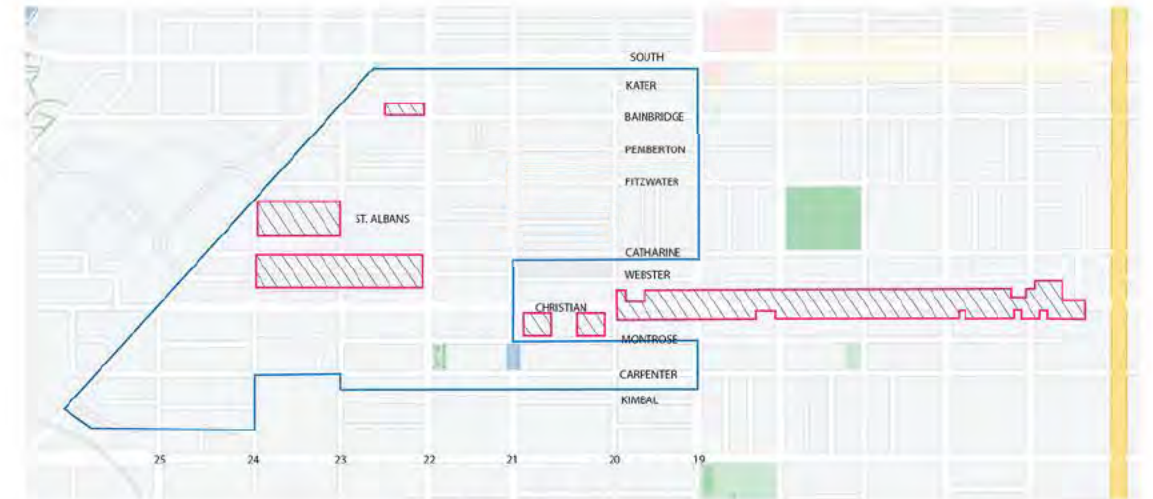 SOUTH
KATER
BAINBRIDGE
PEMBERTON
FITZWATER
ST. ALBANS
CATHARINE
WEBSTER
CHRISTIAN
MONTROSE
CARPENTER
KIMBAL
25 24 23 22 21 20 19